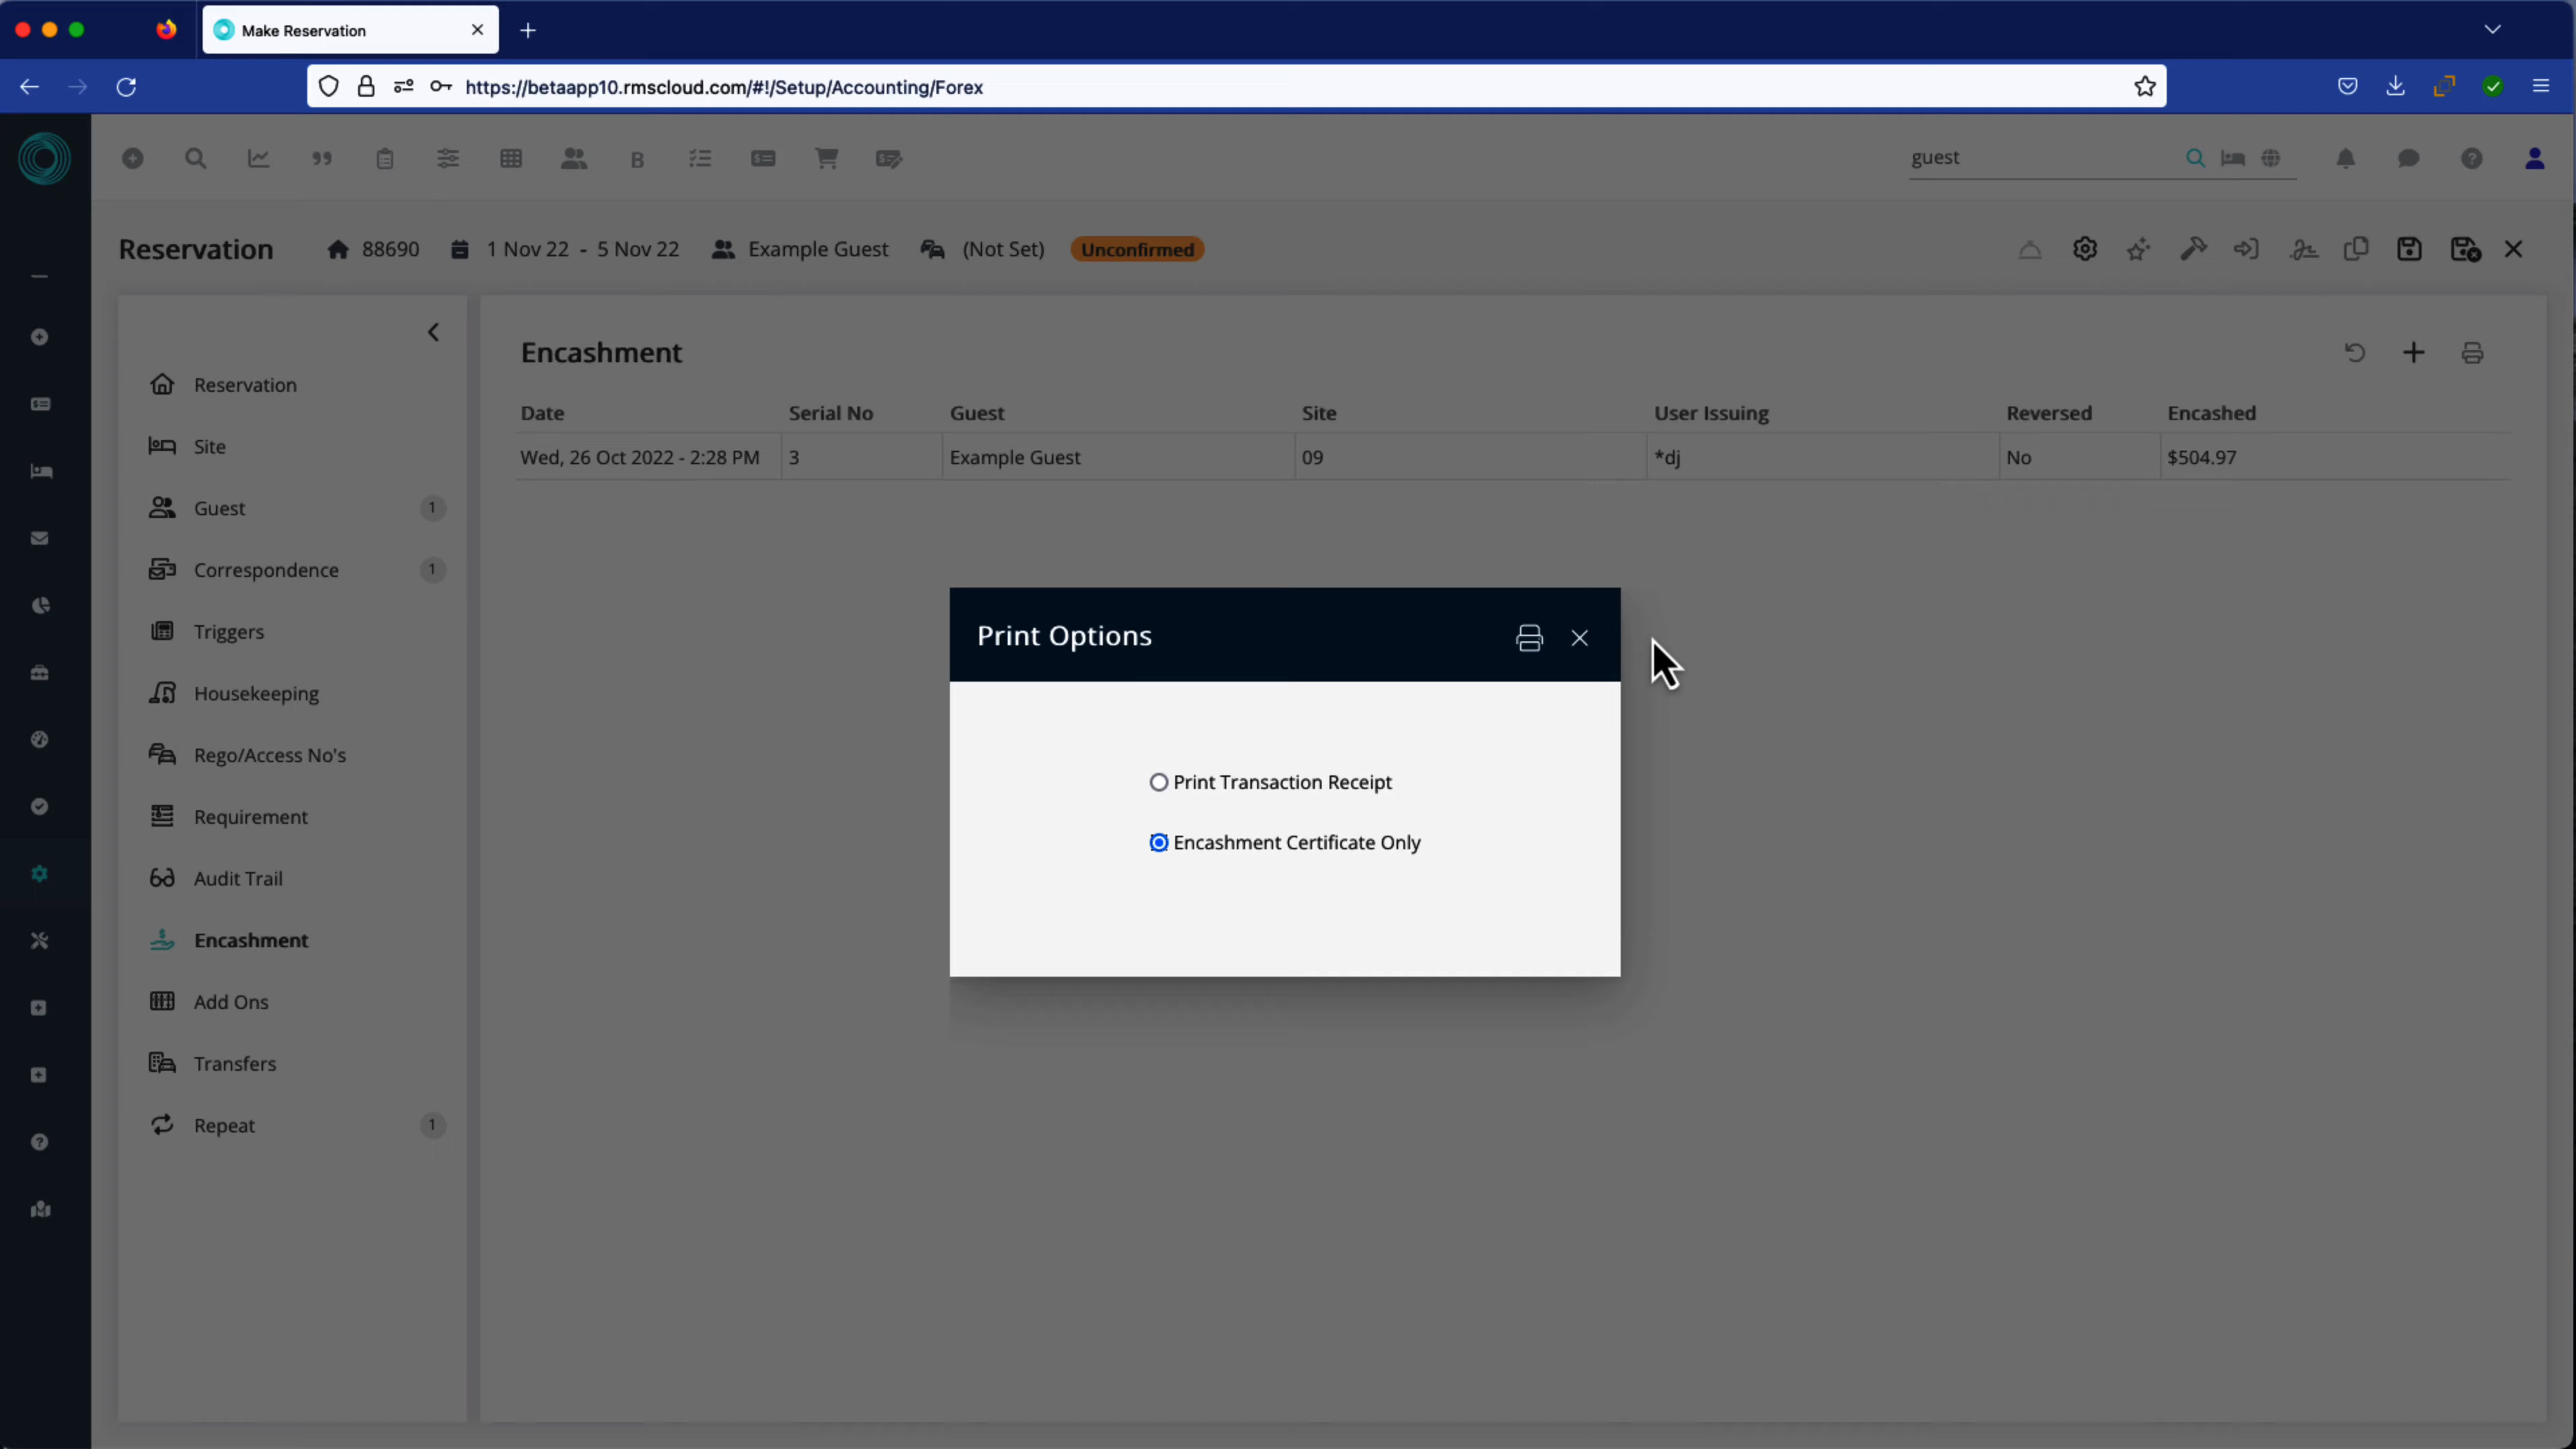 Make Reservation
https://betaapp10.rmscloud.com/#!/Setup/Accounting/Forex
B
guest
Reservation 88690 1 Nov 22 - 5 Nov 22 Example Guest (Not Set) Unconfirmed
Reservation
Site
Guest 1
Correspondence 1
Triggers
Housekeeping
Rego/Access No's
Requirement
Audit Trail
Encashment
Add Ons
Transfers
Repeat 1
Encashment
Date Serial No Guest Site User Issuing Reversed Encashed
Wed, 26 Oct 2022 - 2:28 PM 3 Example Guest 09 *dj No $504.97
Print Options
Print Transaction Receipt
Encashment Certificate Only